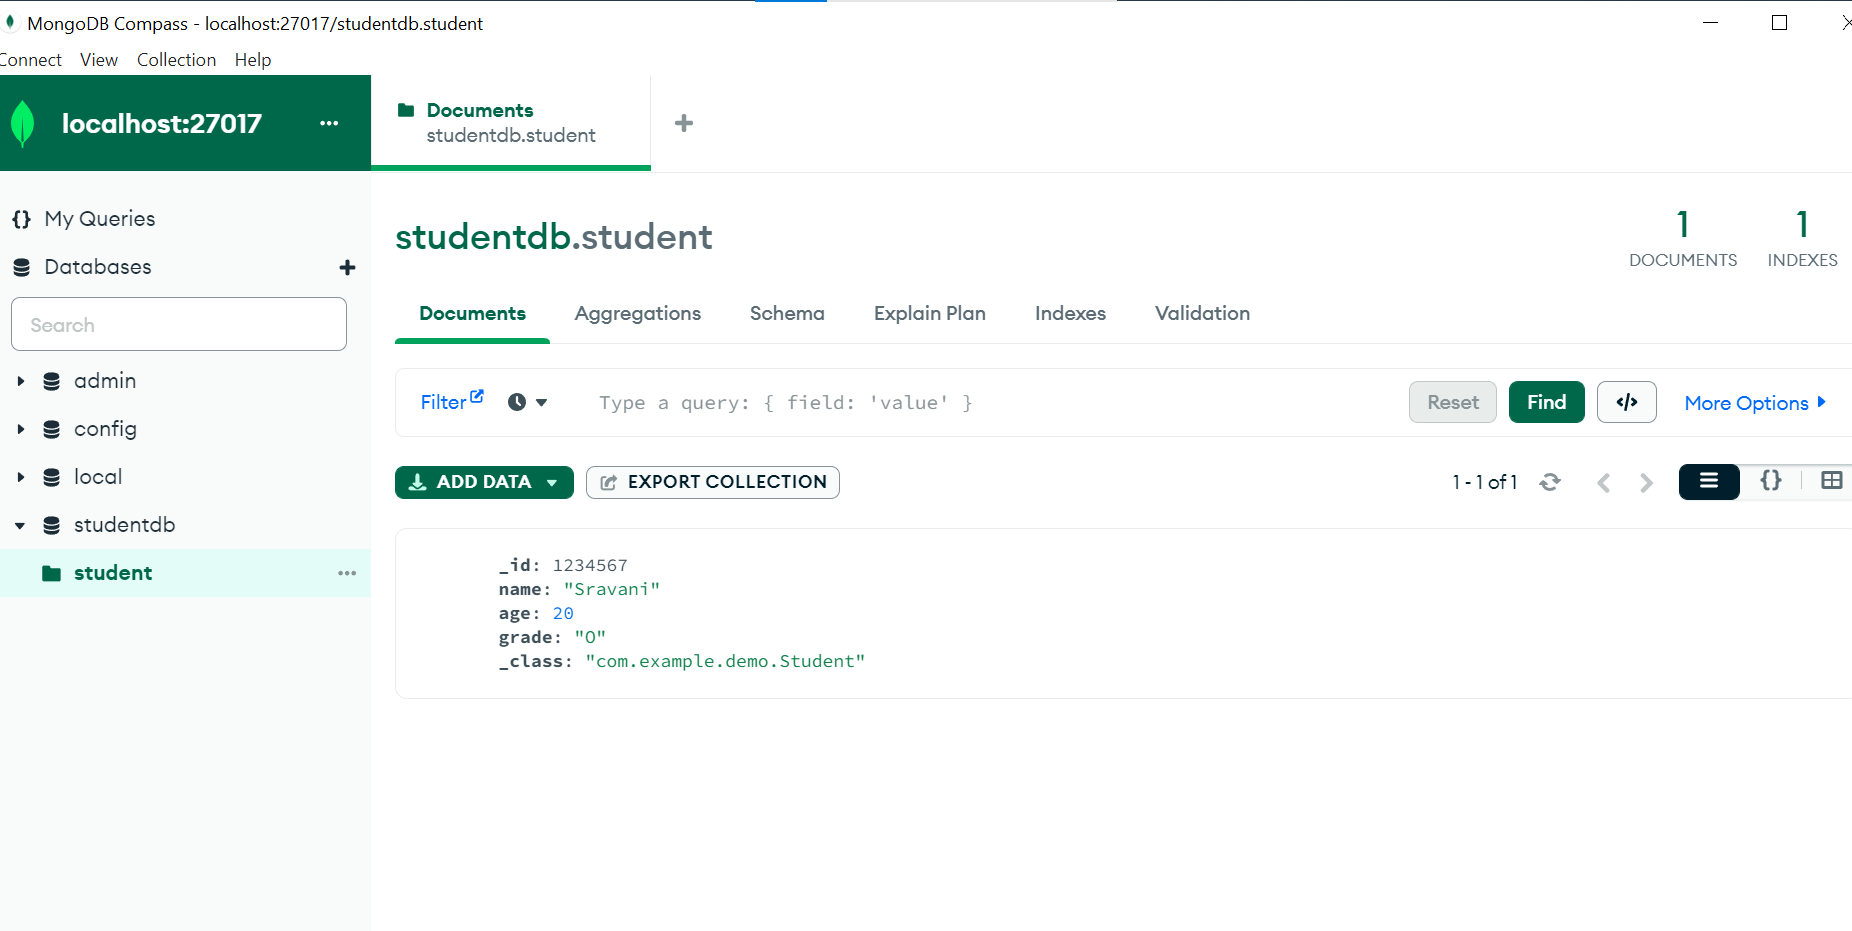 MongoDB Compass - localhost:27017/studentdb.student
Connect View Collection Help
localhost:27017 ...
Documents
studentdb.student
+
{} My Queries
Databases +
Search
admin
config
local
studentdb
student ...
studentdb.student
1 DOCUMENTS
1 INDEXES
Documents Aggregations Schema Explain Plan Indexes Validation
Filter Type a query: { field: 'value' } Reset Find </> More Options
ADD DATA EXPORT COLLECTION 1 - 1 of 1 {}
_id: 1234567
name: "Sravani"
age: 20
grade: "O"
_class: "com.example.demo.Student"